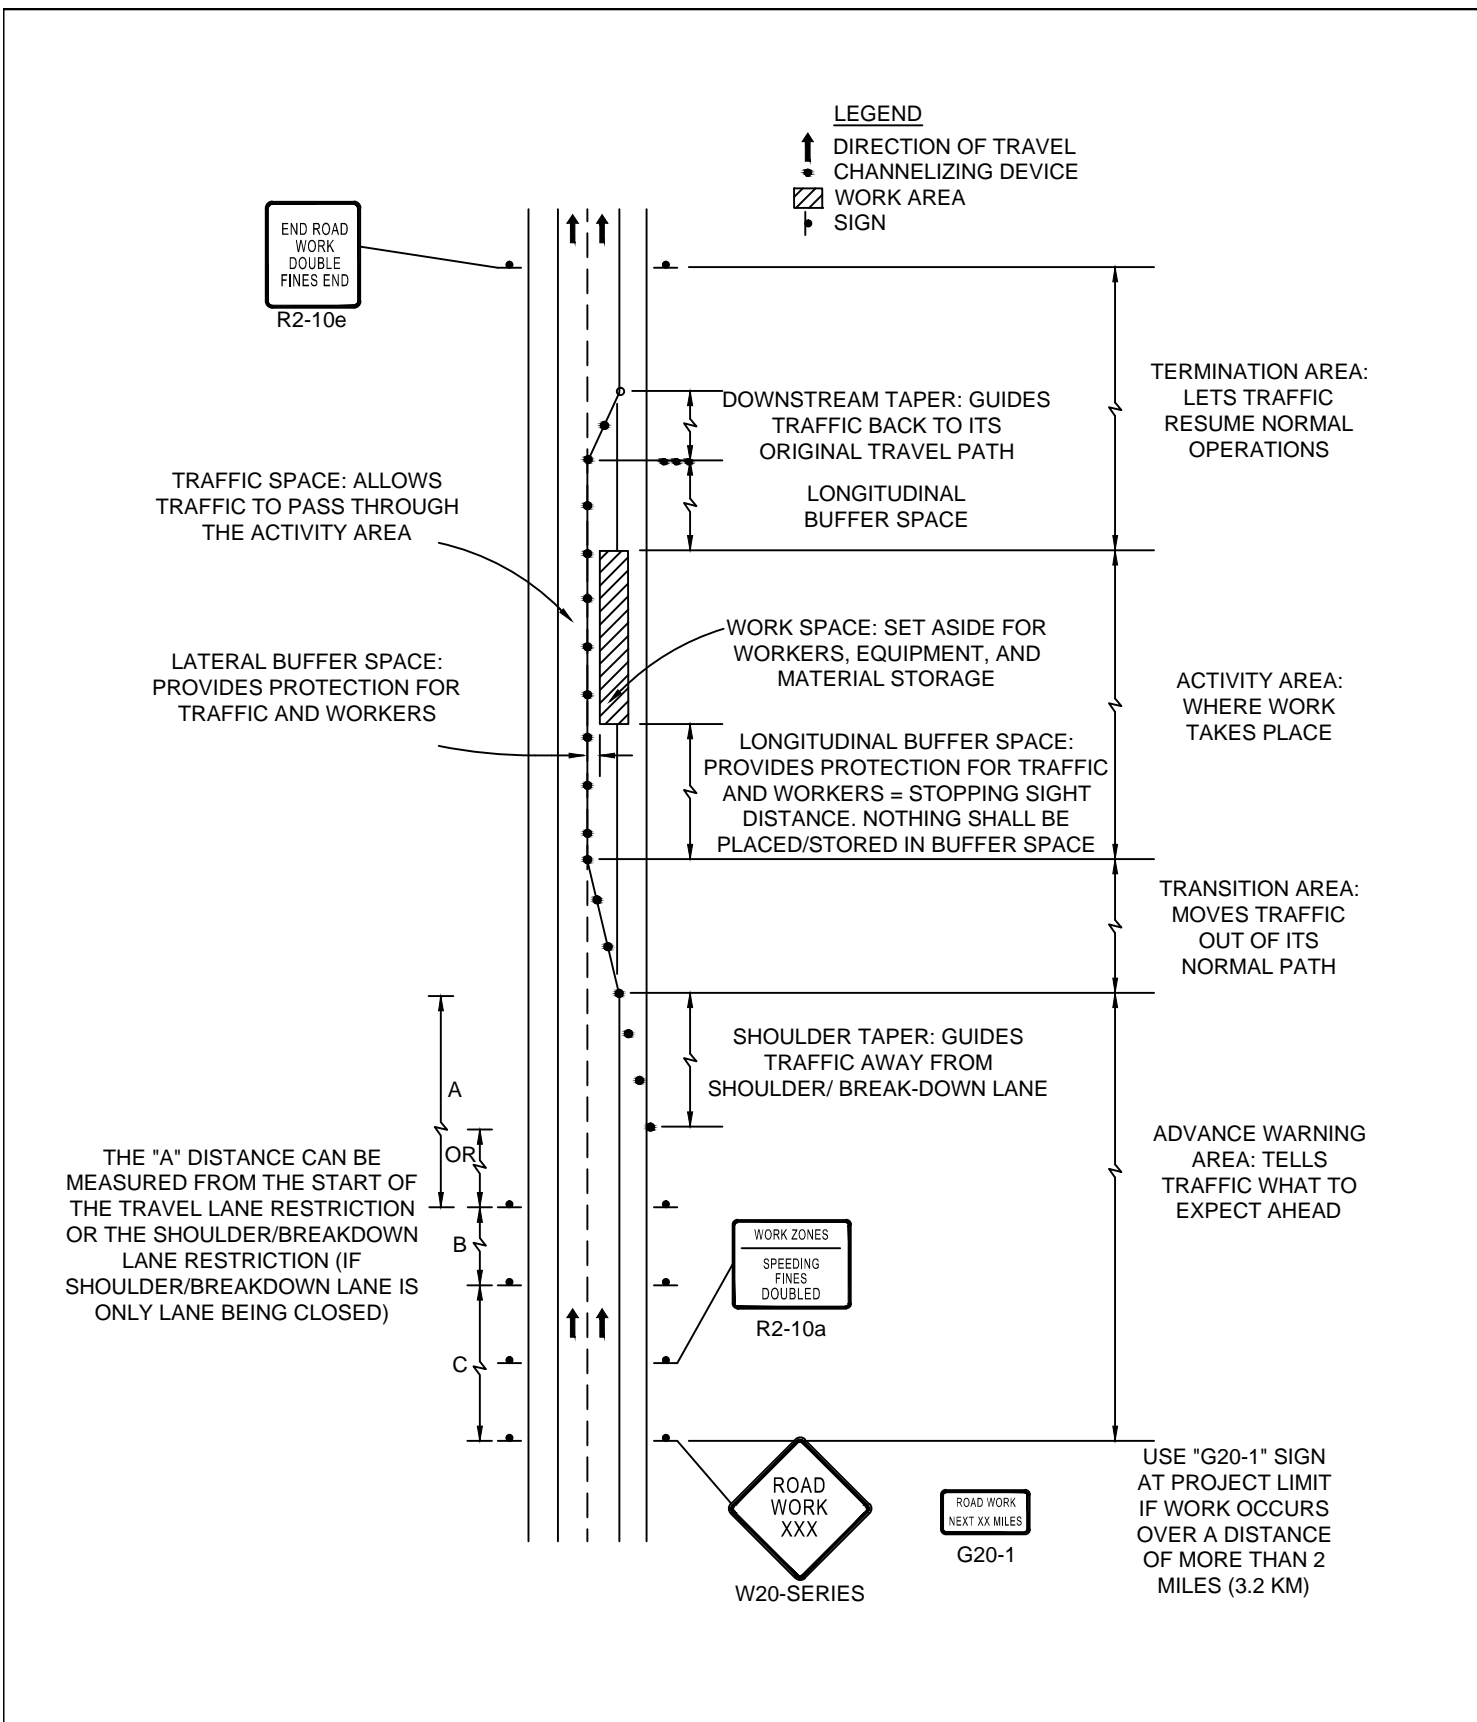 LEGEND
DIRECTION OF TRAVEL
CHANNELIZING DEVICE
WORK AREA
SIGN
END ROAD
WORK
DOUBLE
FINES END
R2-10e
DOWNSTREAM TAPER: GUIDES
TRAFFIC BACK TO ITS
ORIGINAL TRAVEL PATH
TERMINATION AREA:
LETS TRAFFIC
RESUME NORMAL
OPERATIONS
TRAFFIC SPACE: ALLOWS
TRAFFIC TO PASS THROUGH
THE ACTIVITY AREA
LONGITUDINAL
BUFFER SPACE
WORK SPACE: SET ASIDE FOR
WORKERS, EQUIPMENT, AND
MATERIAL STORAGE
LATERAL BUFFER SPACE:
PROVIDES PROTECTION FOR
TRAFFIC AND WORKERS
ACTIVITY AREA:
WHERE WORK
TAKES PLACE
LONGITUDINAL BUFFER SPACE:
PROVIDES PROTECTION FOR TRAFFIC
AND WORKERS = STOPPING SIGHT
DISTANCE. NOTHING SHALL BE
PLACED/STORED IN BUFFER SPACE
TRANSITION AREA:
MOVES TRAFFIC
OUT OF ITS
NORMAL PATH
SHOULDER TAPER: GUIDES
TRAFFIC AWAY FROM
SHOULDER/ BREAK-DOWN LANE
A
OR
B
C
THE "A" DISTANCE CAN BE
MEASURED FROM THE START OF
THE TRAVEL LANE RESTRICTION
OR THE SHOULDER/BREAKDOWN
LANE RESTRICTION (IF
SHOULDER/BREAKDOWN LANE IS
ONLY LANE BEING CLOSED)
ADVANCE WARNING
AREA: TELLS
TRAFFIC WHAT TO
EXPECT AHEAD
WORK ZONES
SPEEDING
FINES
DOUBLED
R2-10a
ROAD
WORK
XXX
W20-SERIES
ROAD WORK
NEXT XX MILES
G20-1
USE "G20-1" SIGN
AT PROJECT LIMIT
IF WORK OCCURS
OVER A DISTANCE
OF MORE THAN 2
MILES (3.2 KM)